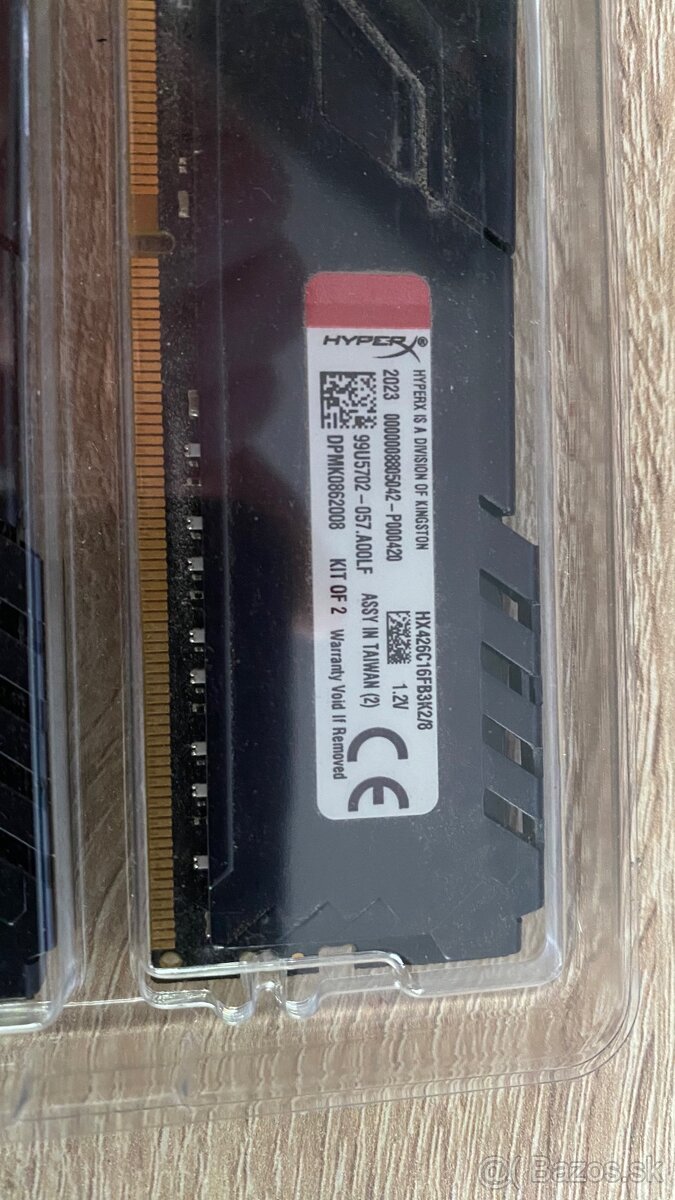 HYPERX®
HYPERX IS A DIVISION OF KINGSTON
HX426C16FB3K2/8
2023 0000008805042-P000420
1.2V
99U5702-057.A00LF ASSY IN TAIWAN (2)
DPMK0862008 KIT OF 2 Warranty Void If Removed
CE
@ Bazos.sk